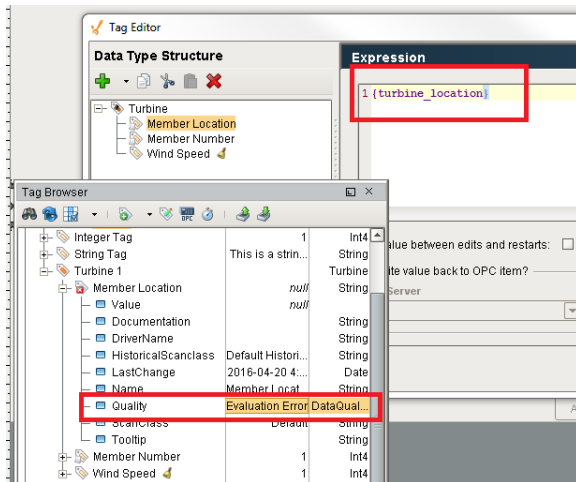 Tag Editor
Data Type Structure
Expression
1 {turbine_location}
Turbine
Member Location
Member Number
Wind Speed
Tag Browser
OPC
Integer Tag 1 Int4
String Tag This is a strin... String
Turbine 1 Turbine
Member Location null String
Value null
Documentation String
DriverName String
HistoricalScanclass Default Histori... String
LastChange 2016-04-20 4:... Date
Name Member Locat... String
Quality Evaluation Error DataQual...
ScanClass Default String
Tooltip String
Member Number 1 Int4
Wind Speed 1 Int4
alue between edits and restarts:
ite value back to OPC item?
Server
A